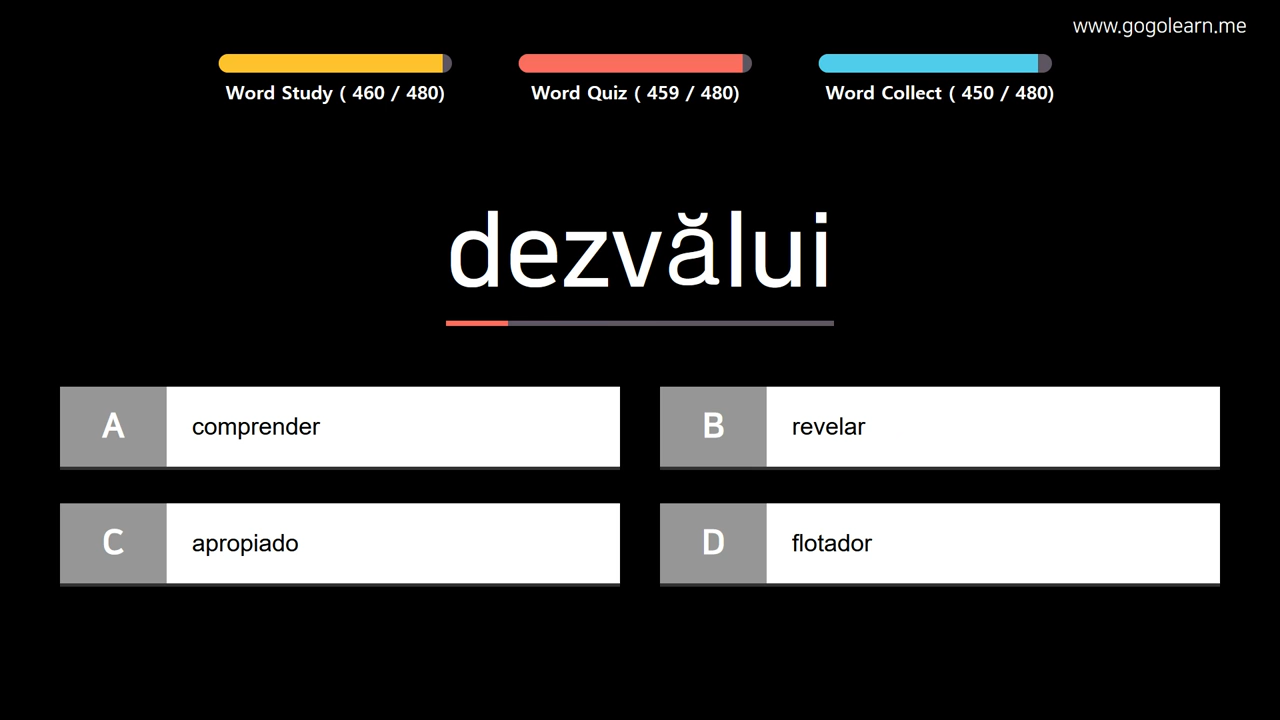 www.gogolearn.me
Word Study ( 460 / 480)
Word Quiz ( 459 / 480)
Word Collect ( 450 / 480)
dezvălui
A comprender
B revelar
C apropiado
D flotador